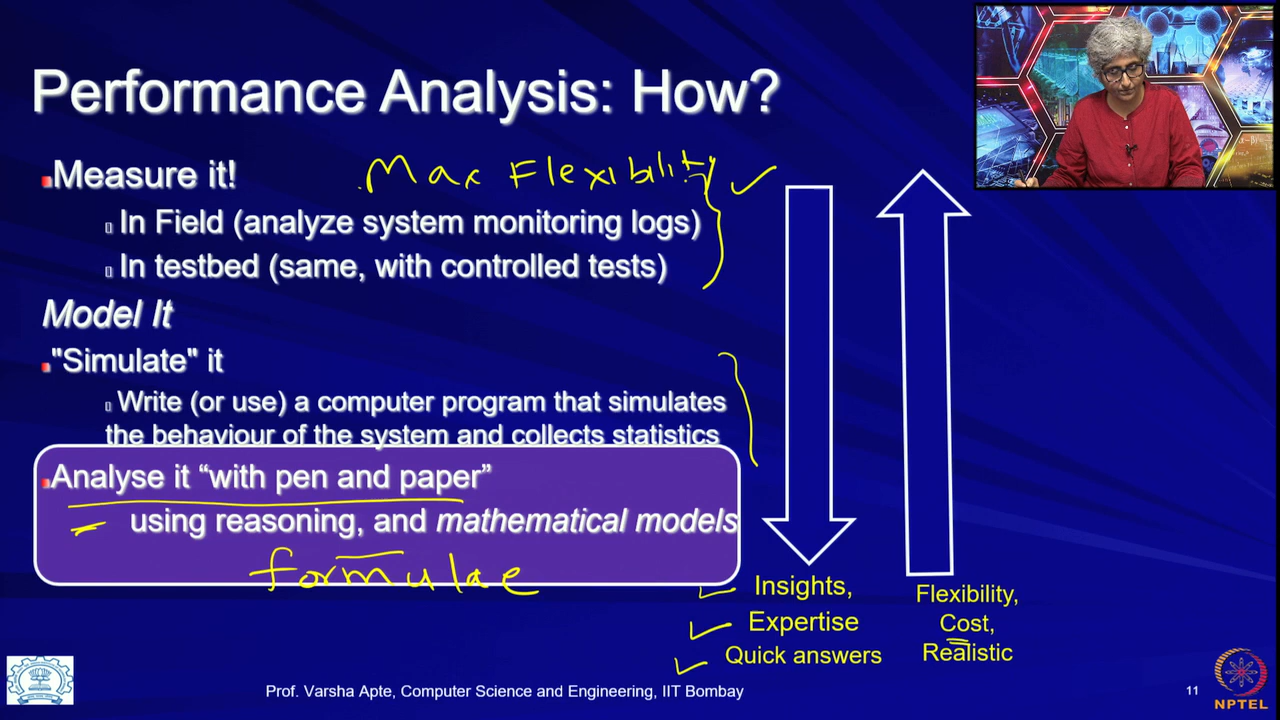 Performance Analysis: How?
Measure it!
Max Flexibility
In Field (analyze system monitoring logs)
In testbed (same, with controlled tests)
Model It
"Simulate" it
Write (or use) a computer program that simulates
the behaviour of the system and collects statistics
Analyse it “with pen and paper”
using reasoning, and mathematical models
formulae
Insights,
Expertise
Quick answers
Flexibility,
Cost,
Realistic
Prof. Varsha Apte, Computer Science and Engineering, IIT Bombay
11
NPTEL